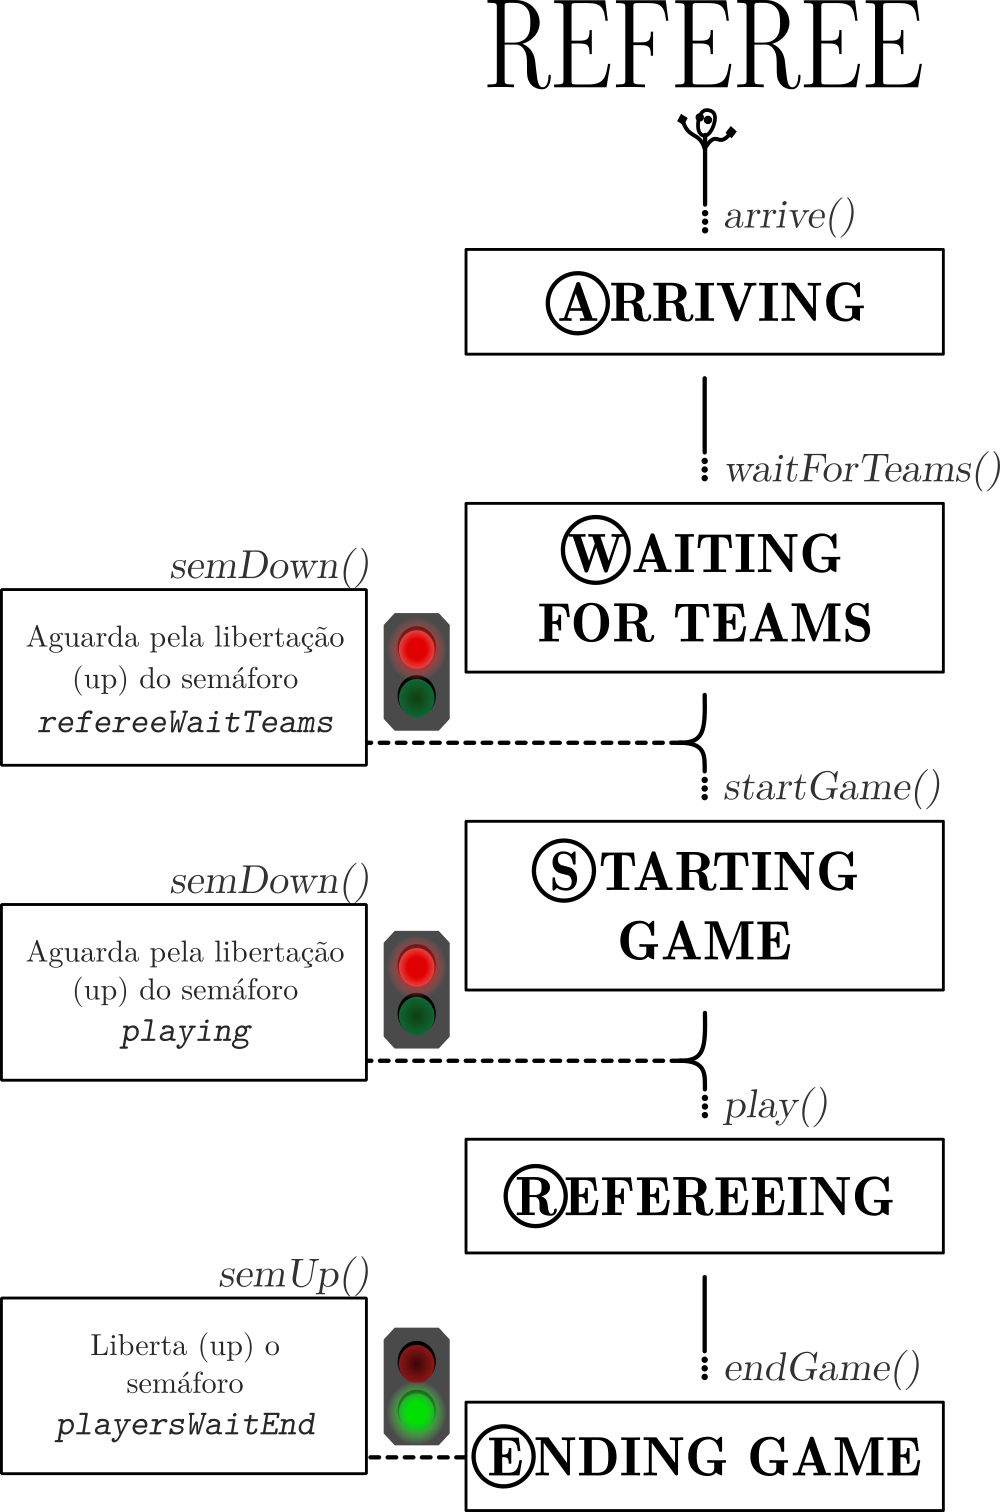 REFEREE
arrive()
ARRIVING
waitForTeams()
WAITING
FOR TEAMS
semDown()
Aguarda pela libertação
(up) do semáforo
refereeWaitTeams
startGame()
STARTING
GAME
semDown()
Aguarda pela libertação
(up) do semáforo
playing
play()
REFEREEING
semUp()
Liberta (up) o
semáforo
playersWaitEnd
endGame()
ENDING GAME